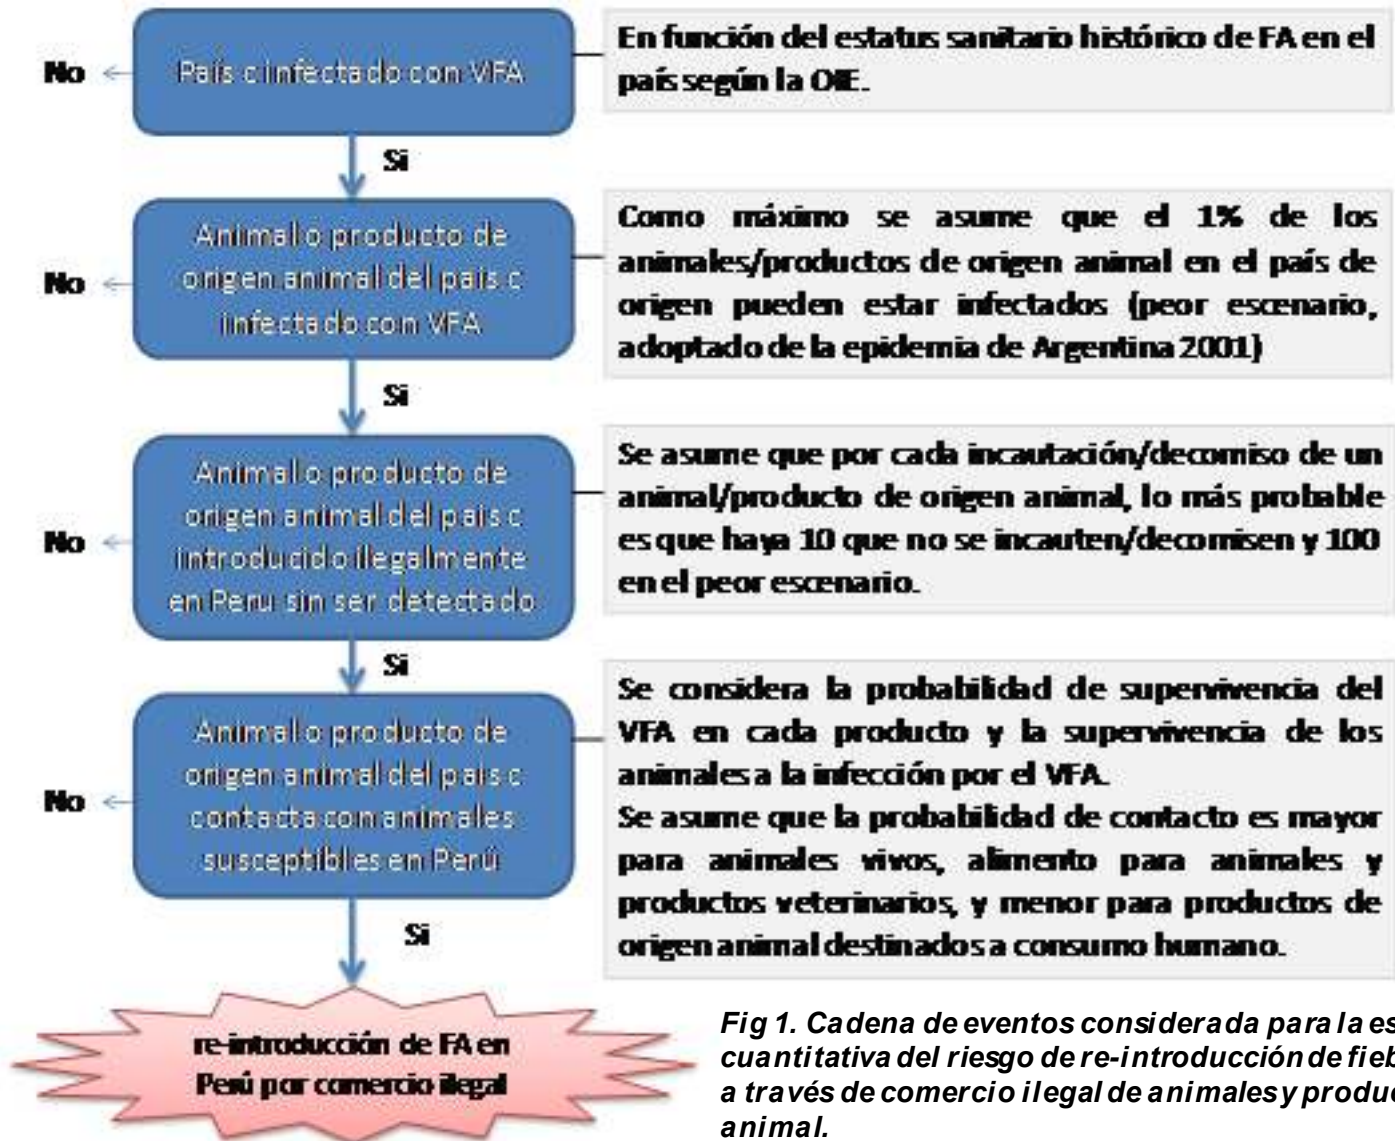 País c infectado con VFA
No
En función del estatus sanitario histórico de FA en el
país según la OIE.
Si
Animal o producto de
origen animal del país c
infectado con VFA
No
Como máximo se asume que el 1% de los
animales/productos de origen animal en el país de
origen pueden estar infectados (peor escenario,
adoptado de la epidemia de Argentina 2001)
Si
Animal o producto de
origen animal del país c
introducido ilegalmente
en Peru sin ser detectado
No
Se asume que por cada incautación/decomiso de un
animal/producto de origen animal, lo más probable
es que haya 10 que no se incauten/decomisen y 100
en el peor escenario.
Si
Animal o producto de
origen animal del país c
contacta con animales
susceptibles en Perú
No
Se considera la probabilidad de supervivencia del
VFA en cada producto y la supervivencia de los
animales a la infección por el VFA.
Se asume que la probabilidad de contacto es mayor
para animales vivos, alimento para animales y
productos veterinarios, y menor para productos de
origen animal destinados a consumo humano.
Si
re-introducción de FA en
Perú por comercio ilegal
Fig 1. Cadena de eventos considerada para la es
cuantitativa del riesgo de re-introducción de fieb
a través de comercio ilegal de animales y produc
animal.